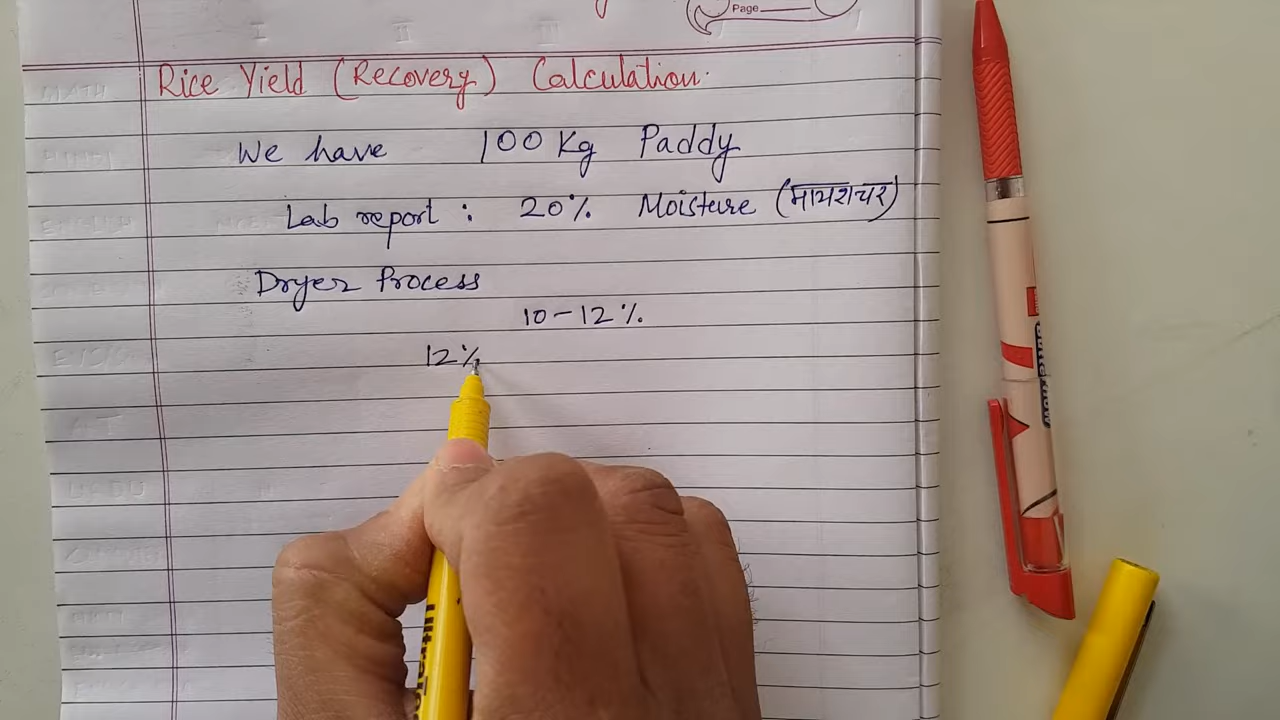 Page
Rice Yield (Recovery) Calculation.
We have 100 Kg Paddy
Lab report : 20% Moisture (मायशचर)
Dryer Process
10-12%.
12%